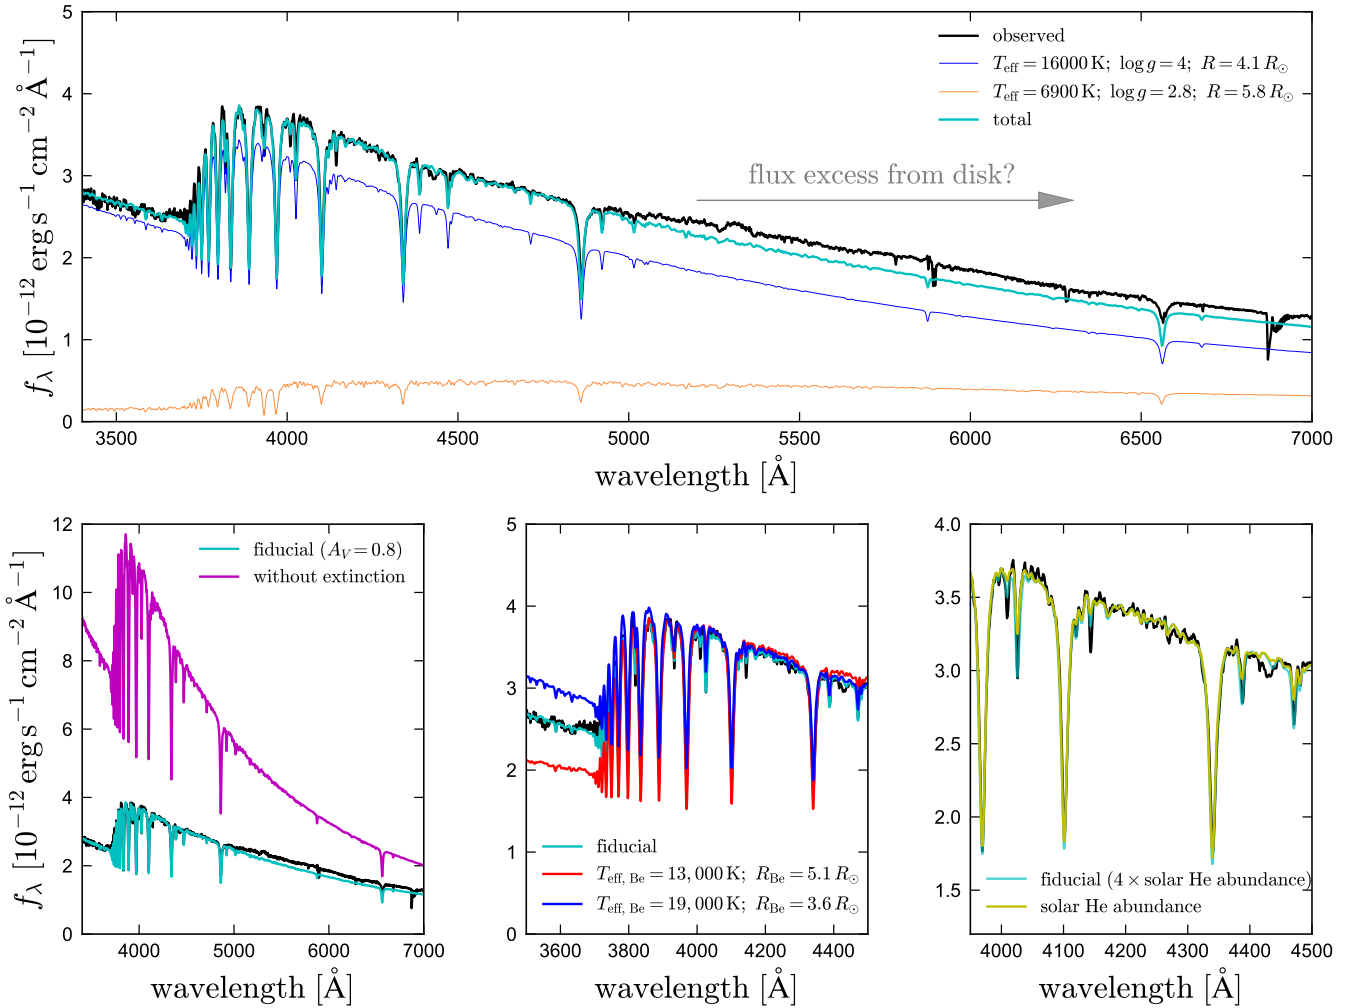 5
4
3
2
1
0
f_λ [10⁻¹² erg s⁻¹ cm⁻² Å⁻¹]
observed
T_eff = 16000 K; log g = 4; R = 4.1 R_⊙
T_eff = 6900 K; log g = 2.8; R = 5.8 R_⊙
total
flux excess from disk?
3500 4000 4500 5000 5500 6000 6500 7000
wavelength [Å]
12
10
8
6
4
2
0
f_λ [10⁻¹² erg s⁻¹ cm⁻² Å⁻¹]
fiducial (A_V = 0.8)
without extinction
4000 5000 6000 7000
wavelength [Å]
5
4
3
2
1
0
fiducial
T_eff, Be = 13,000 K; R_Be = 5.1 R_⊙
T_eff, Be = 19,000 K; R_Be = 3.6 R_⊙
3600 3800 4000 4200 4400
wavelength [Å]
4.0
3.5
3.0
2.5
2.0
1.5
fiducial (4 × solar He abundance)
solar He abundance
4000 4100 4200 4300 4400 4500
wavelength [Å]